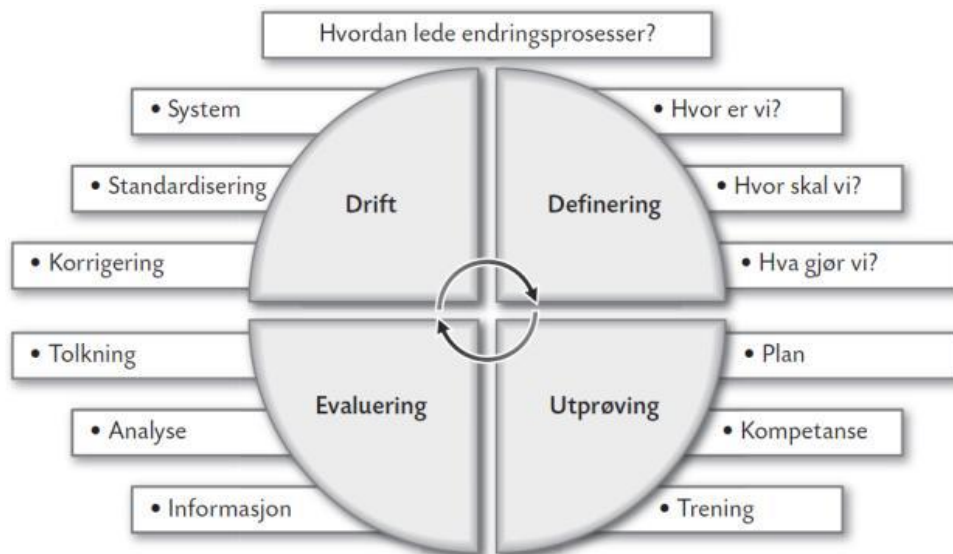 Hvordan lede endringsprosesser?
• System
• Hvor er vi?
• Standardisering
• Hvor skal vi?
Drift
Definering
• Korrigering
• Hva gjør vi?
• Tolkning
• Plan
Evaluering
Utprøving
• Analyse
• Kompetanse
• Informasjon
• Trening